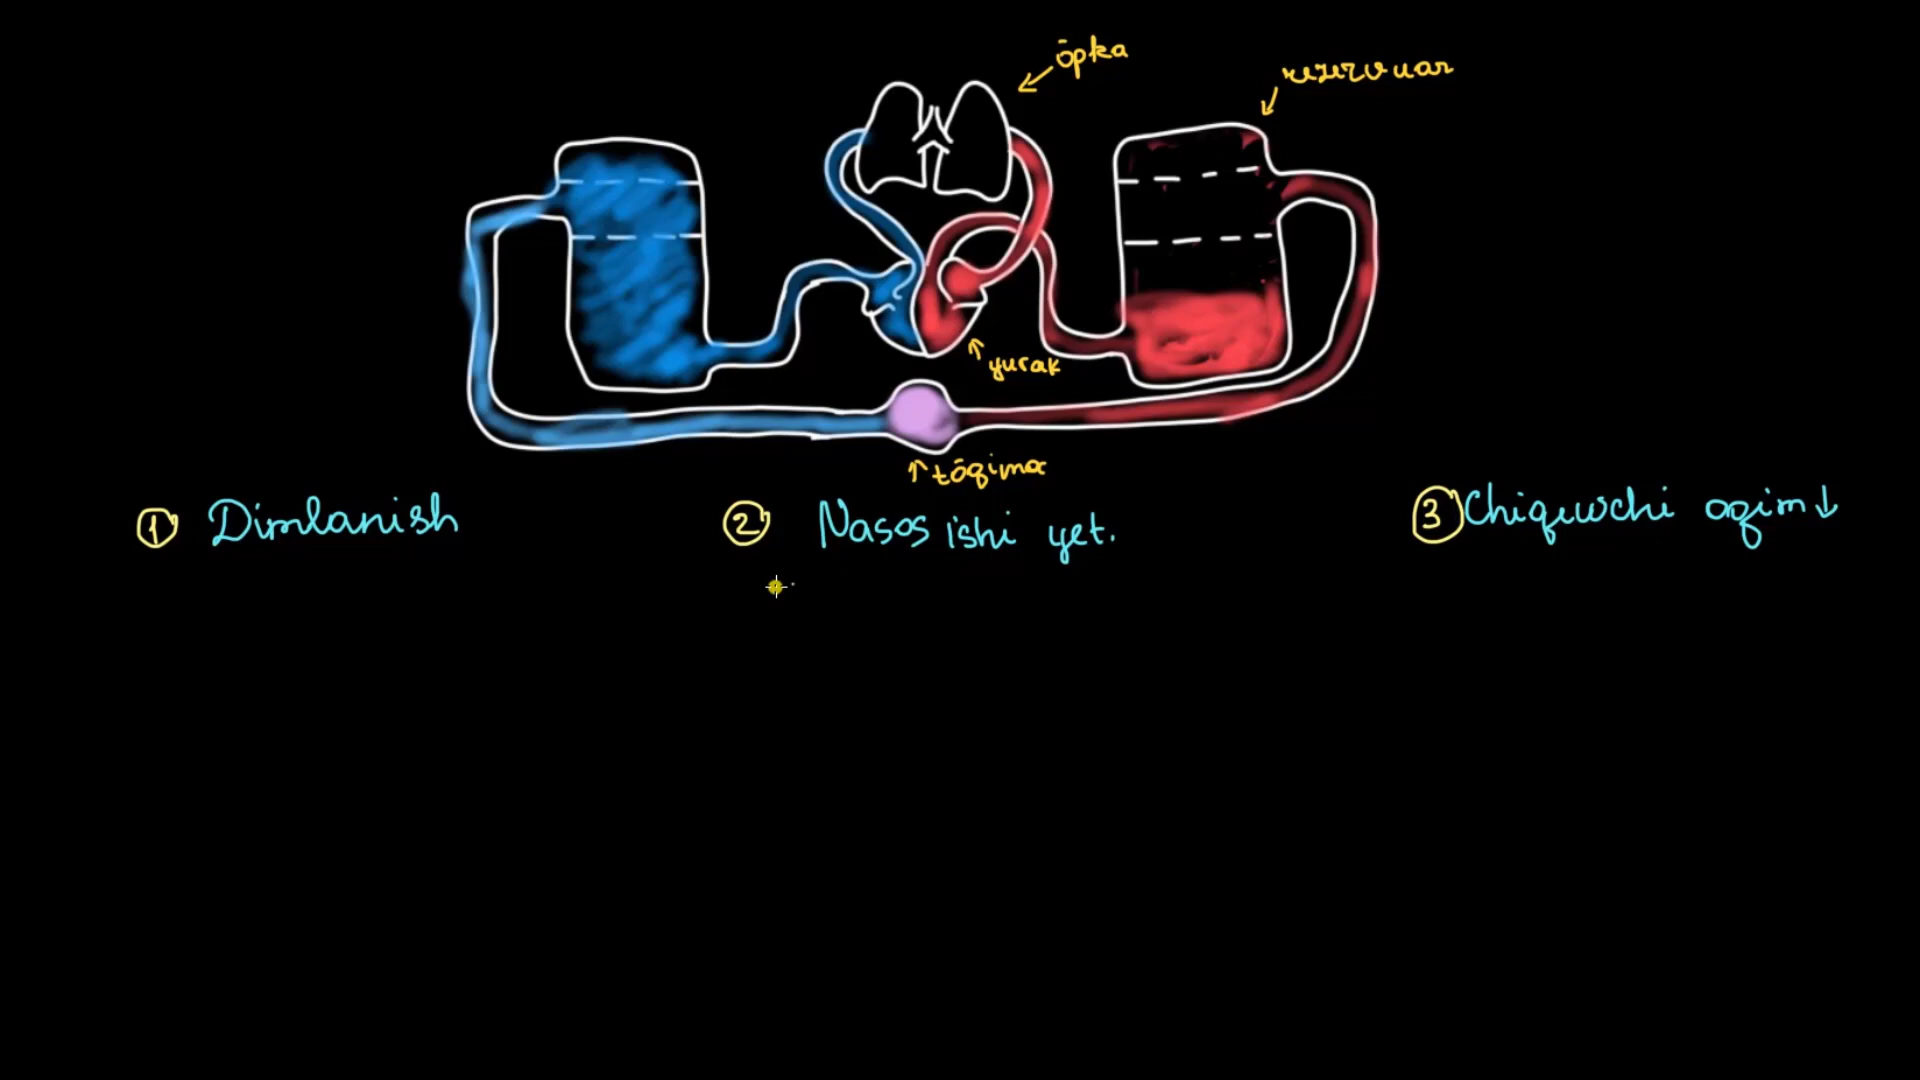 ōpka
rezervuar
yurak
tōqima
1 Dimlanish
2 Nasos ishi yet.
3 Chiquvchi oqim ↓